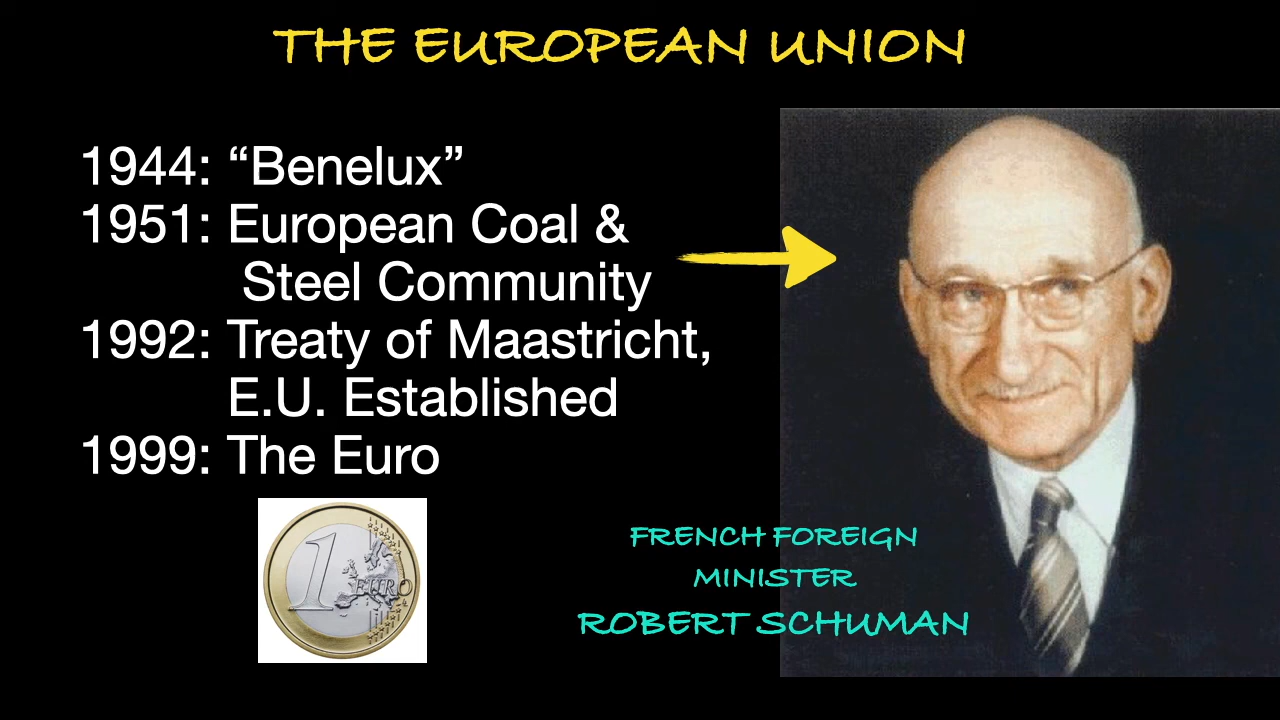 THE EUROPEAN UNION
1944: “Benelux”
1951: European Coal &
Steel Community
1992: Treaty of Maastricht,
E.U. Established
1999: The Euro
1 EURO
FRENCH FOREIGN
MINISTER
ROBERT SCHUMAN